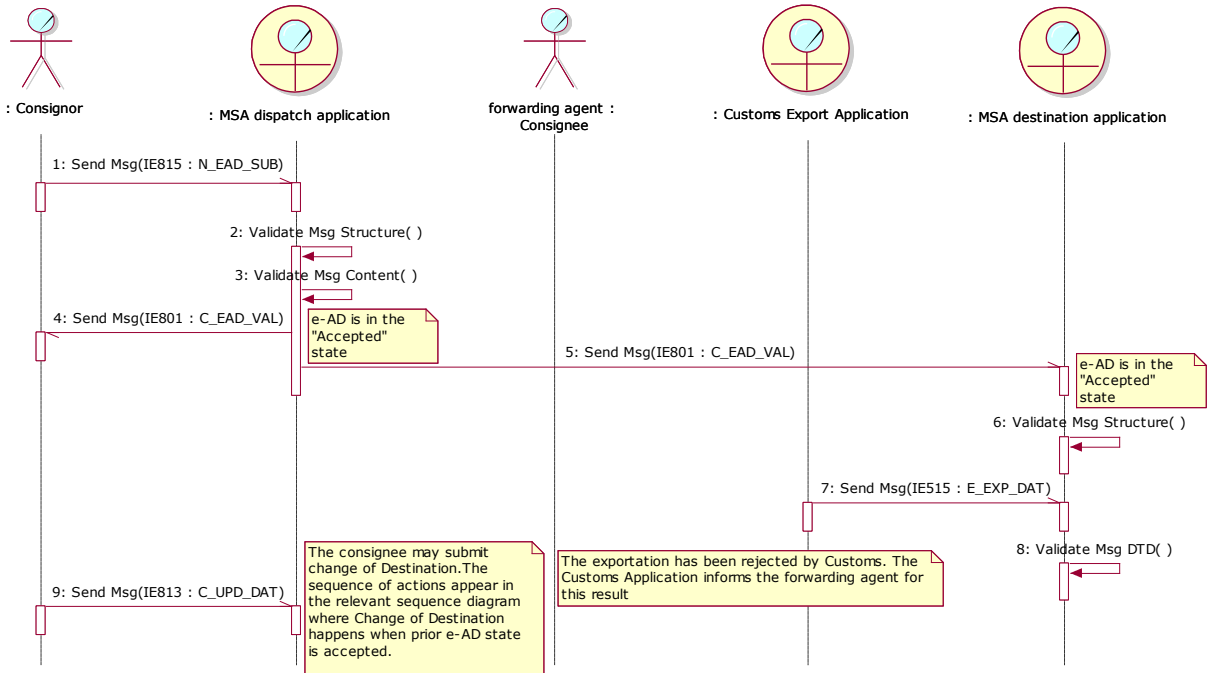 : Consignor
: MSA dispatch application
forwarding agent :
Consignee
: Customs Export Application
: MSA destination application
1: Send Msg(IE815 : N_EAD_SUB)
2: Validate Msg Structure( )
3: Validate Msg Content( )
4: Send Msg(IE801 : C_EAD_VAL)
e-AD is in the
"Accepted"
state
5: Send Msg(IE801 : C_EAD_VAL)
e-AD is in the
"Accepted"
state
6: Validate Msg Structure( )
7: Send Msg(IE515 : E_EXP_DAT)
8: Validate Msg DTD( )
The exportation has been rejected by Customs. The
Customs Application informs the forwarding agent for
this result
9: Send Msg(IE813 : C_UPD_DAT)
The consignee may submit
change of Destination.The
sequence of actions appear in
the relevant sequence diagram
where Change of Destination
happens when prior e-AD state
is accepted.